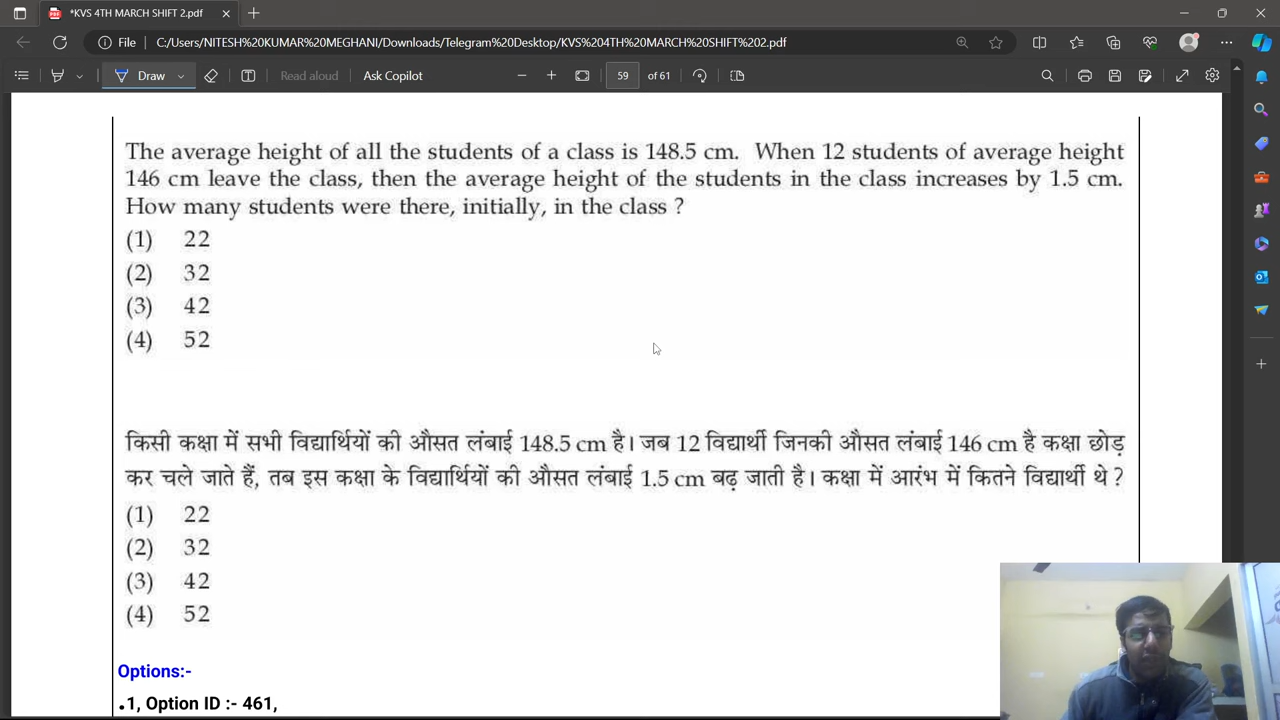 *KVS 4TH MARCH SHIFT 2.pdf
File C:/Users/NITESH%20KUMAR%20MEGHANI/Downloads/Telegram%20Desktop/KVS%204TH%20MARCH%20SHIFT%202.pdf
Draw Read aloud Ask Copilot 59 of 61
The average height of all the students of a class is 148.5 cm. When 12 students of average height
146 cm leave the class, then the average height of the students in the class increases by 1.5 cm.
How many students were there, initially, in the class ?
(1) 22
(2) 32
(3) 42
(4) 52
किसी कक्षा में सभी विद्यार्थियों की औसत लंबाई 148.5 cm है। जब 12 विद्यार्थी जिनकी औसत लंबाई 146 cm है कक्षा छोड़
कर चले जाते हैं, तब इस कक्षा के विद्यार्थियों की औसत लंबाई 1.5 cm बढ़ जाती है। कक्षा में आरंभ में कितने विद्यार्थी थे ?
(1) 22
(2) 32
(3) 42
(4) 52
Options:-
.1, Option ID :- 461,